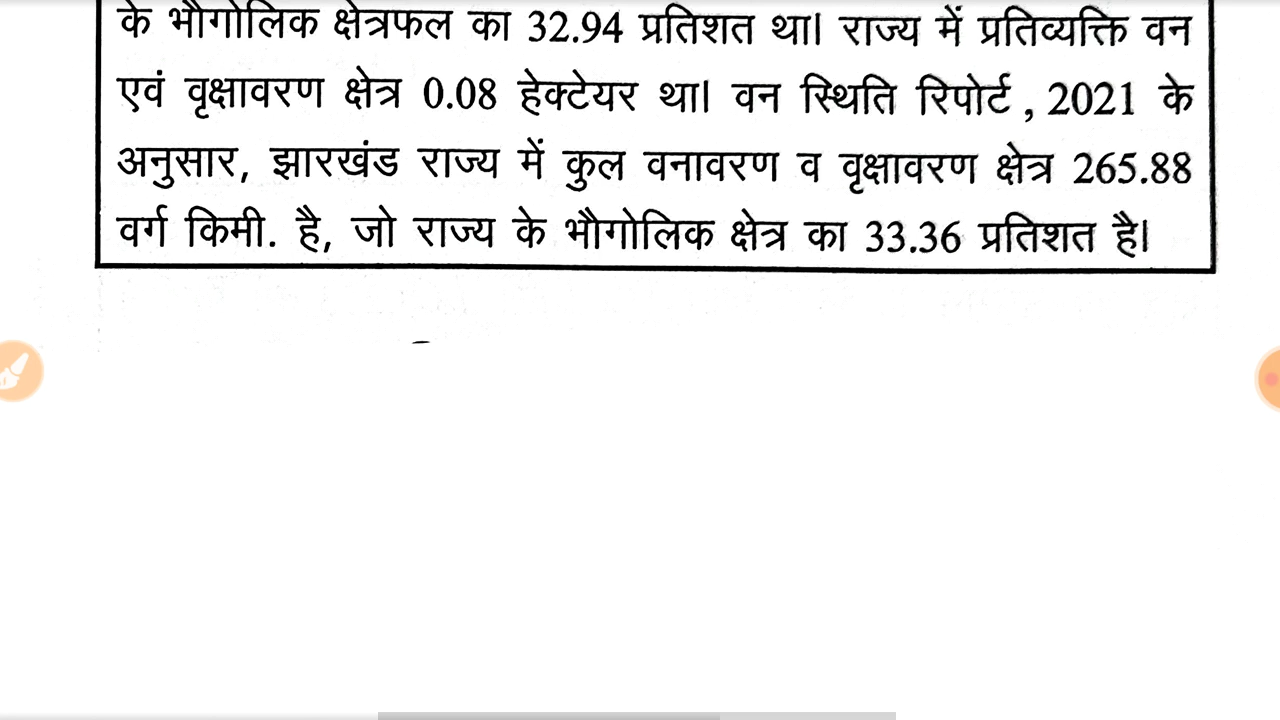 के भौगोलिक क्षेत्रफल का 32.94 प्रतिशत था। राज्य में प्रतिव्यक्ति वन
एवं वृक्षावरण क्षेत्र 0.08 हेक्टेयर था। वन स्थिति रिपोर्ट, 2021 के
अनुसार, झारखंड राज्य में कुल वनावरण व वृक्षावरण क्षेत्र 265.88
वर्ग किमी. है, जो राज्य के भौगोलिक क्षेत्र का 33.36 प्रतिशत है।